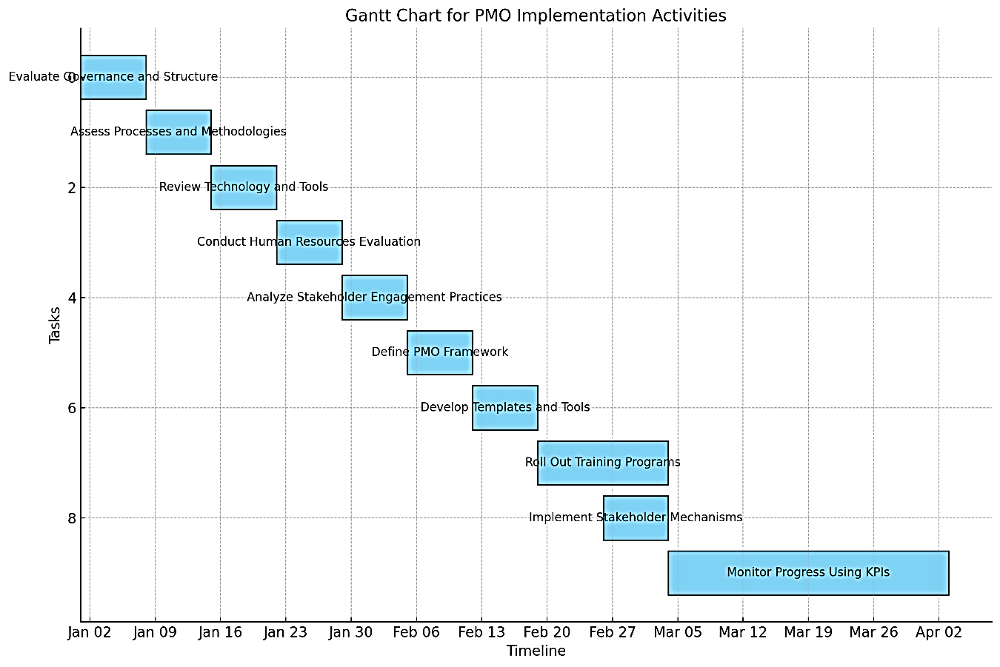 Gantt Chart for PMO Implementation Activities
0
Evaluate Governance and Structure
Assess Processes and Methodologies
2
Review Technology and Tools
Conduct Human Resources Evaluation
4
Analyze Stakeholder Engagement Practices
Tasks
Define PMO Framework
6
Develop Templates and Tools
Roll Out Training Programs
8
Implement Stakeholder Mechanisms
Monitor Progress Using KPIs
Jan 02 Jan 09 Jan 16 Jan 23 Jan 30 Feb 06 Feb 13 Feb 20 Feb 27 Mar 05 Mar 12 Mar 19 Mar 26 Apr 02
Timeline